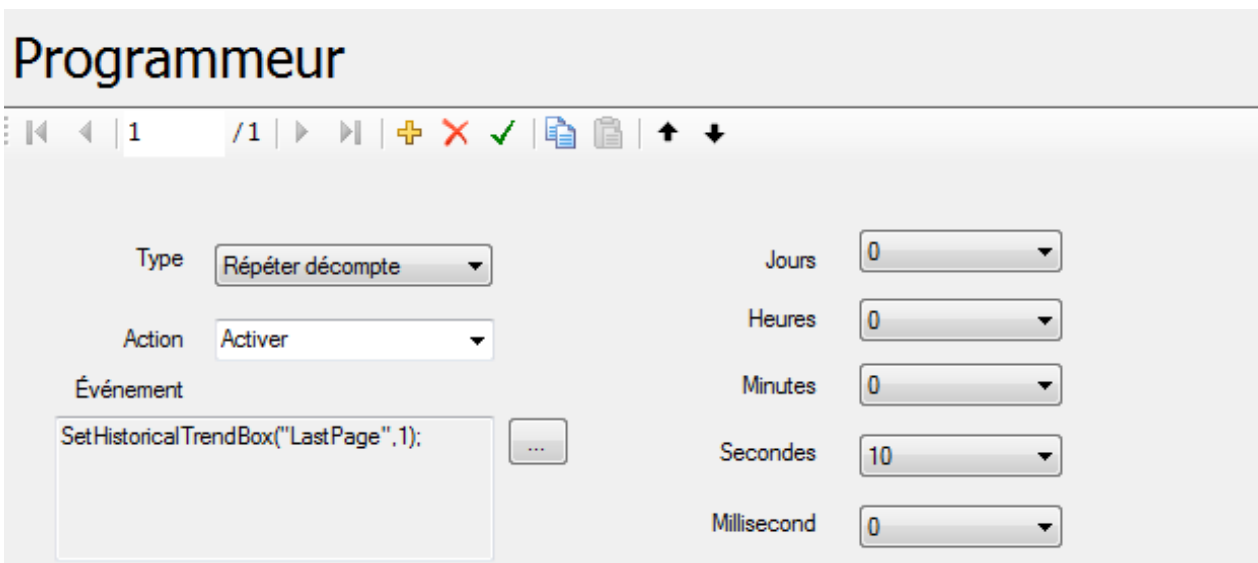 Programmeur
1 /1
Type Répéter décompte
Action Activer
Événement
SetHistoricalTrendBox("LastPage",1);
...
Jours 0
Heures 0
Minutes 0
Secondes 10
Millisecond 0